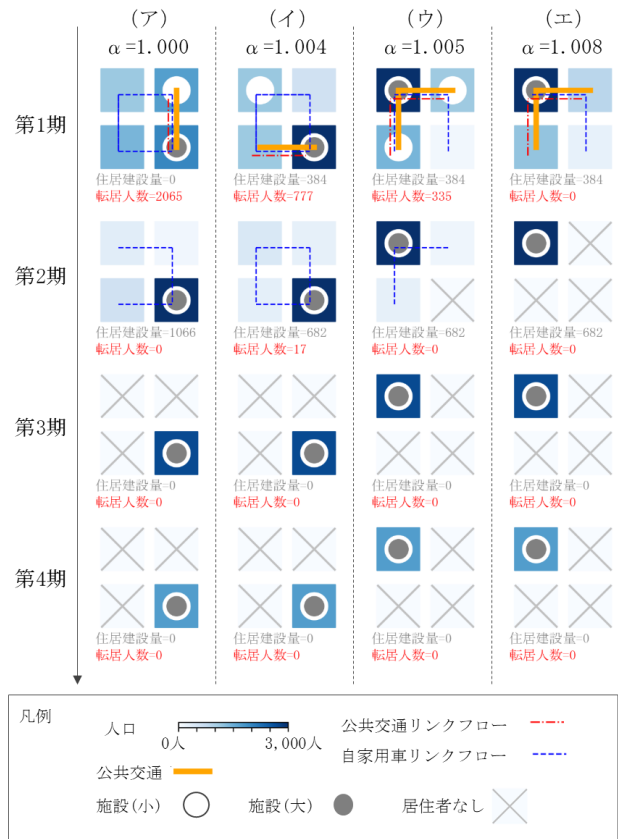 (ア) (イ) (ウ) (エ)
α=1.000 α=1.004 α=1.005 α=1.008
第1期
住居建設量=0 住居建設量=384 住居建設量=384 住居建設量=384
転居人数=2065 転居人数=777 転居人数=335 転居人数=0
第2期
住居建設量=1066 住居建設量=682 住居建設量=682 住居建設量=682
転居人数=0 転居人数=17 転居人数=0 転居人数=0
第3期
住居建設量=0 住居建設量=0 住居建設量=0 住居建設量=0
転居人数=0 転居人数=0 転居人数=0 転居人数=0
第4期
住居建設量=0 住居建設量=0 住居建設量=0 住居建設量=0
転居人数=0 転居人数=0 転居人数=0 転居人数=0
凡例
人口 0人 3,000人
公共交通リンクフロー
自家用車リンクフロー
公共交通
施設(小) 施設(大) 居住者なし